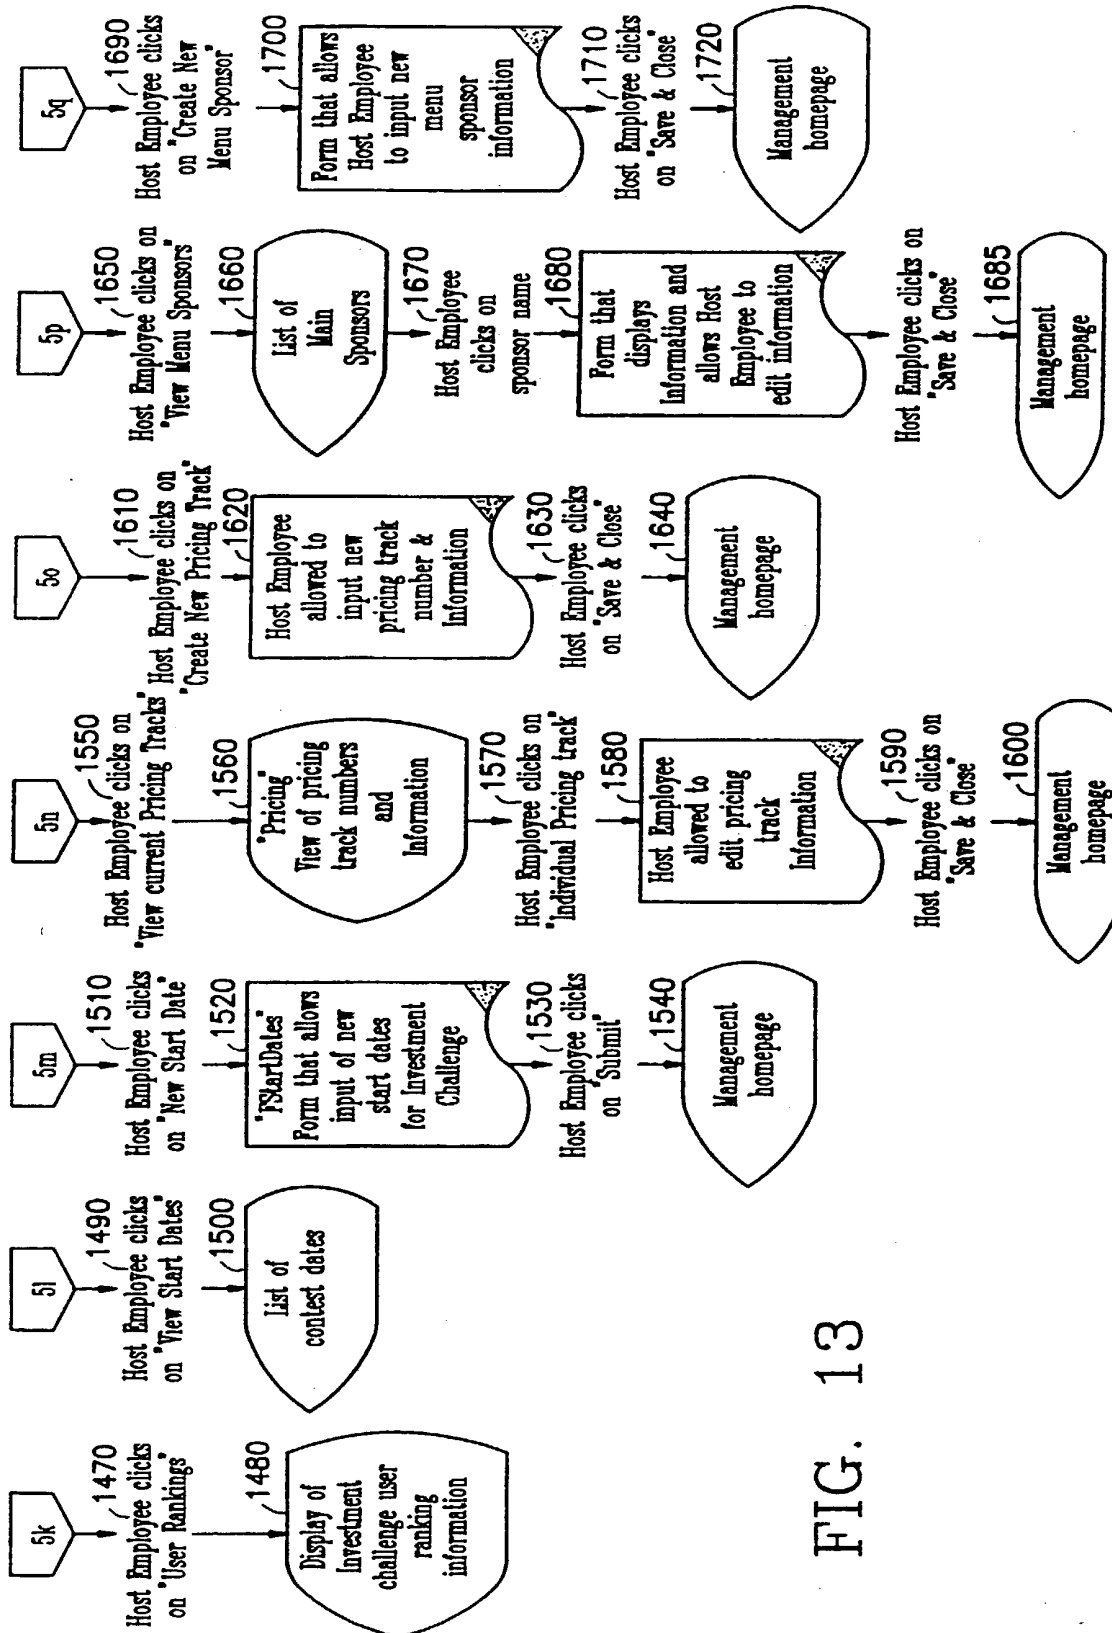 5k
1470
Host Employee clicks
on "User Rankings"
1480
Display of
Investment
challenge user
ranking
information
5l
1490
Host Employee clicks
on "View Start Dates"
1500
List of
contest dates
5m
1510
Host Employee clicks
on "New Start Date"
1520
"FStartDates"
Form that allows
input of new
start dates
for Investment
Challenge
1530
Host Employee clicks
on "Submit"
1540
Management
homepage
5n
1550
Host Employee clicks on
"View current Pricing Tracks"
1560
"Pricing"
View of pricing
track numbers
and
Information
1570
Host Employee clicks on
"Individual Pricing track"
1580
Host Employee
allowed to
edit pricing
track
Information
1590
Host Employee clicks on
"Save & Close"
1600
Management
homepage
5o
1610
Host Employee clicks on
"Create New Pricing Track"
1620
Host Employee
allowed to
input new
pricing track
number &
Information
1630
Host Employee clicks
on "Save & Close"
1640
Management
homepage
5p
1650
Host Employee clicks on
"View Menu Sponsors"
1660
List of
Main
Sponsors
1670
Host Employee
clicks on
sponsor name
1680
Form that
displays
Information and
allows Host
Employee to
edit information
Host Employee clicks on
"Save & Close"
1685
Management
homepage
5q
1690
Host Employee clicks
on "Create New
Menu Sponsor"
1700
Form that allows
Host Employee
to input new
menu
sponsor
information
1710
Host Employee clicks
on "Save & Close"
1720
Management
homepage
FIG. 13